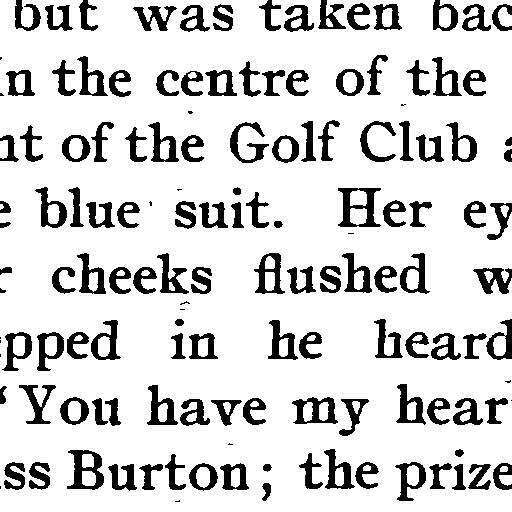 but was taken bac
In the centre of the
nt of the Golf Club a
e blue suit. Her ey
r cheeks flushed w
epped in he heard
“You have my hear
iss Burton; the prize